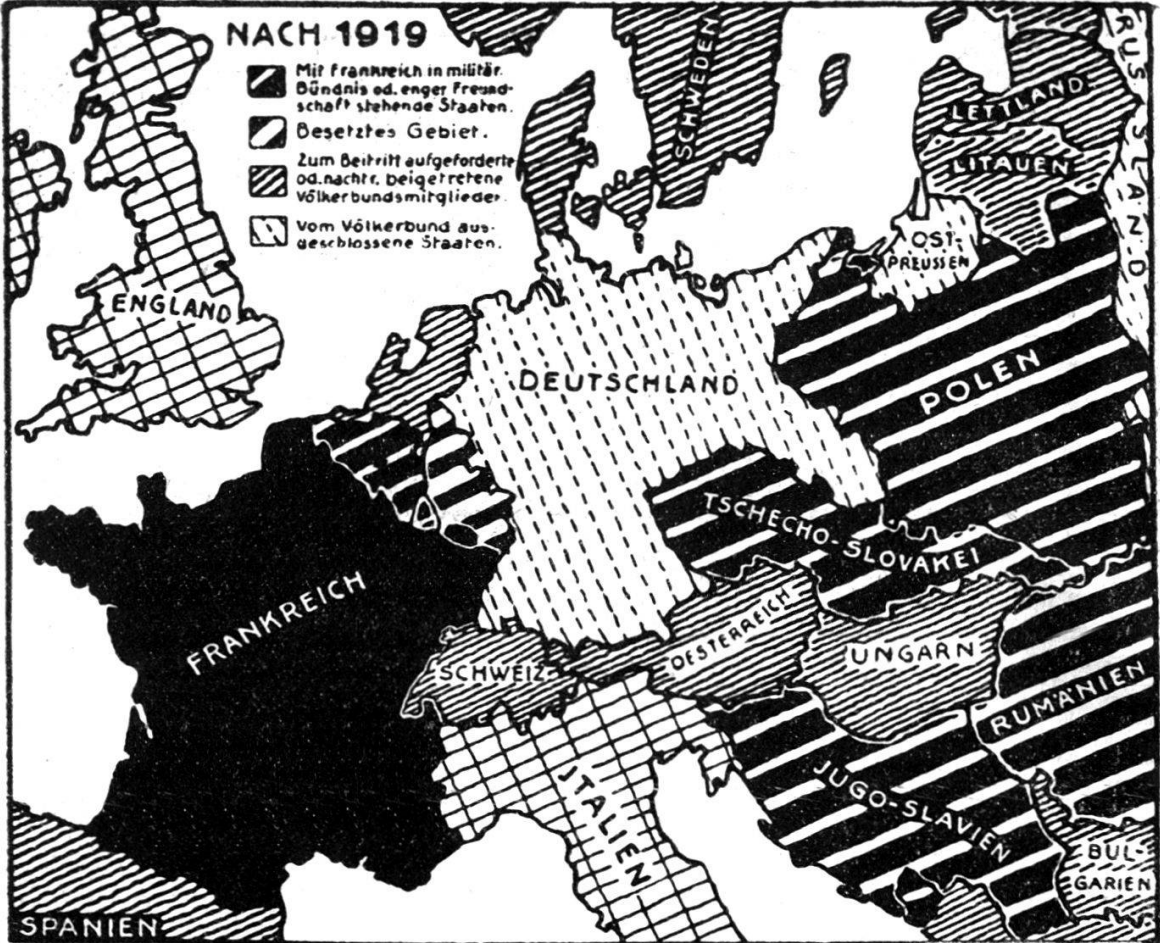 NACH 1919
Mit Frankreich in militär.
Bündnis od. enger Freund-
schaft stehende Staaten.
Besetztes Gebiet.
Zum Beitritt aufgeforderte
od. nachtr. beigetretene
Völkerbundsmitglieder.
Vom Völkerbund aus-
geschlossene Staaten.
SCHWEDEN
RUSSLAND
LETTLAND
LITAUEN
OST-
PREUSSEN
ENGLAND
DEUTSCHLAND
POLEN
TSCHECHO-SLOVAKEI
FRANKREICH
SCHWEIZ
OESTERREICH
UNGARN
RUMÄNIEN
ITALIEN
JUGO-SLAVIEN
BUL-
GARIEN
SPANIEN